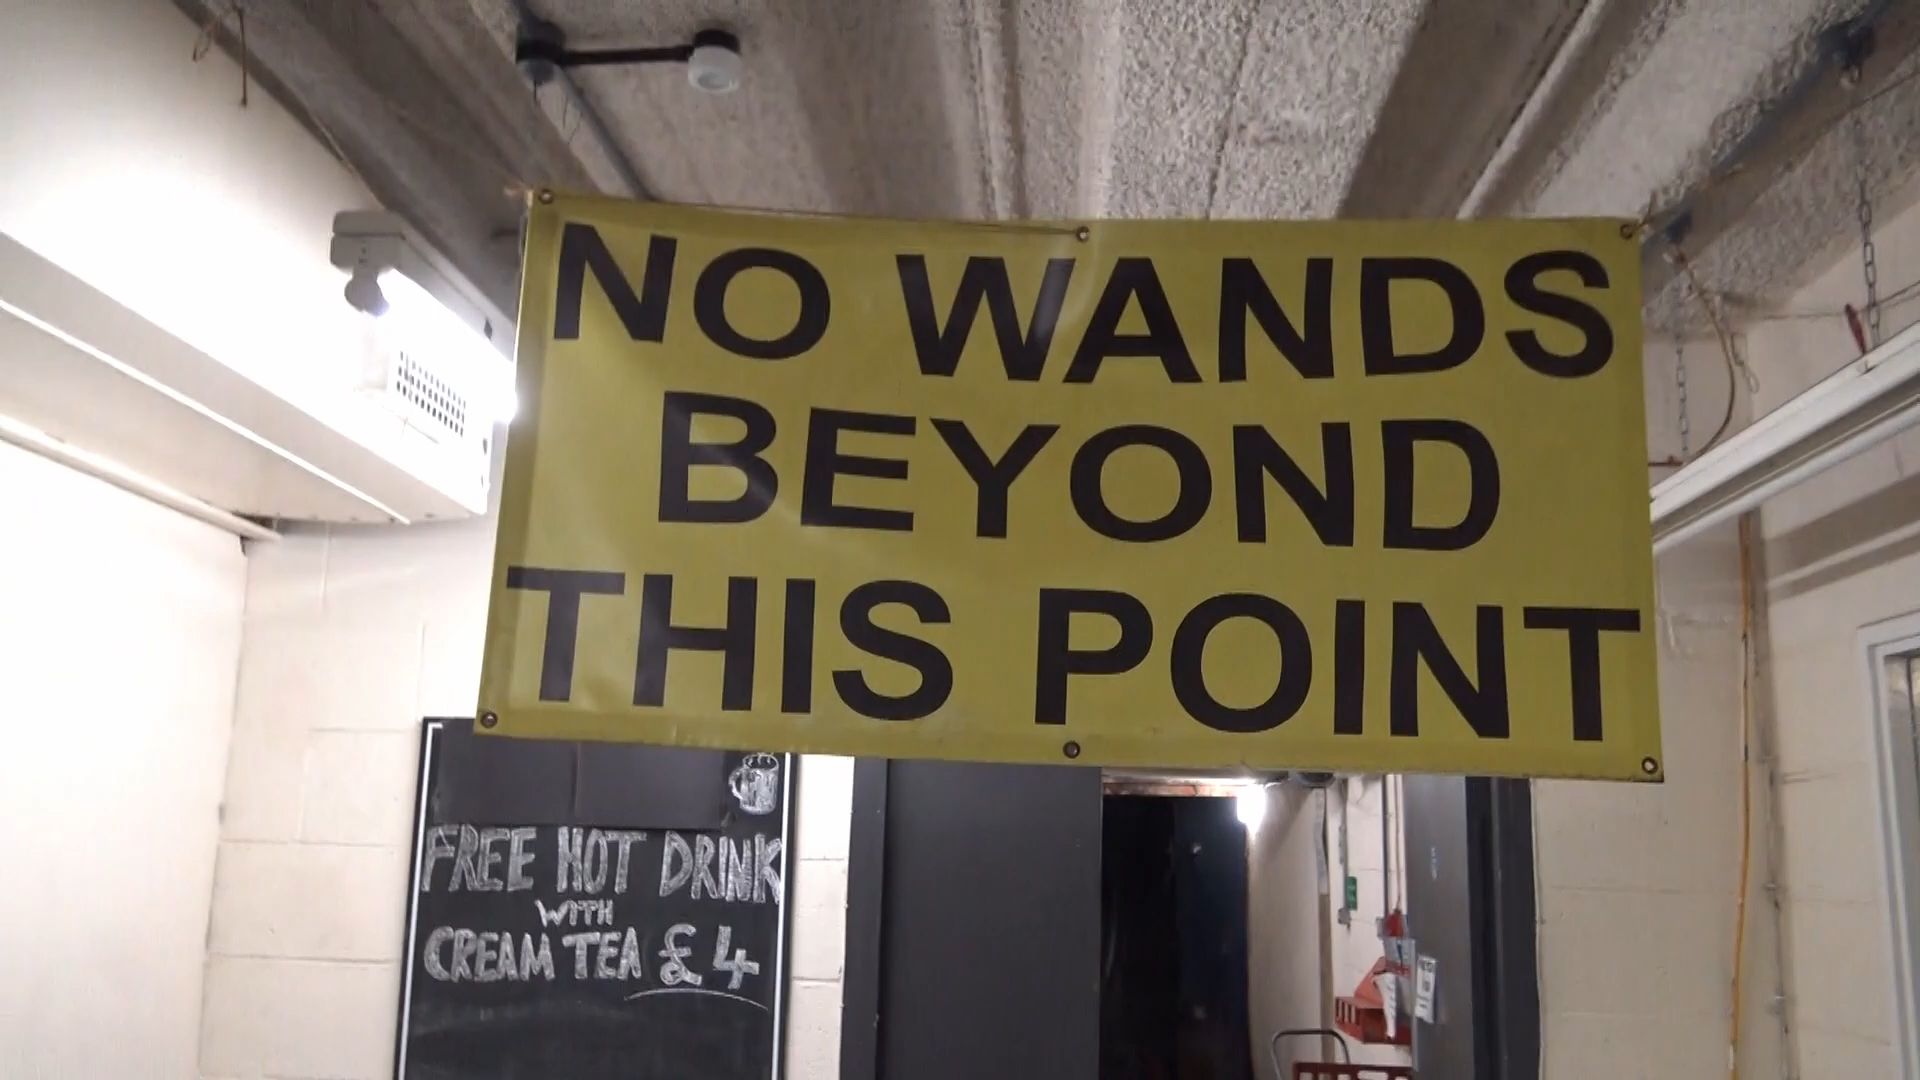 NO WANDS
BEYOND
THIS POINT
FREE HOT DRINK
WITH
CREAM TEA £4